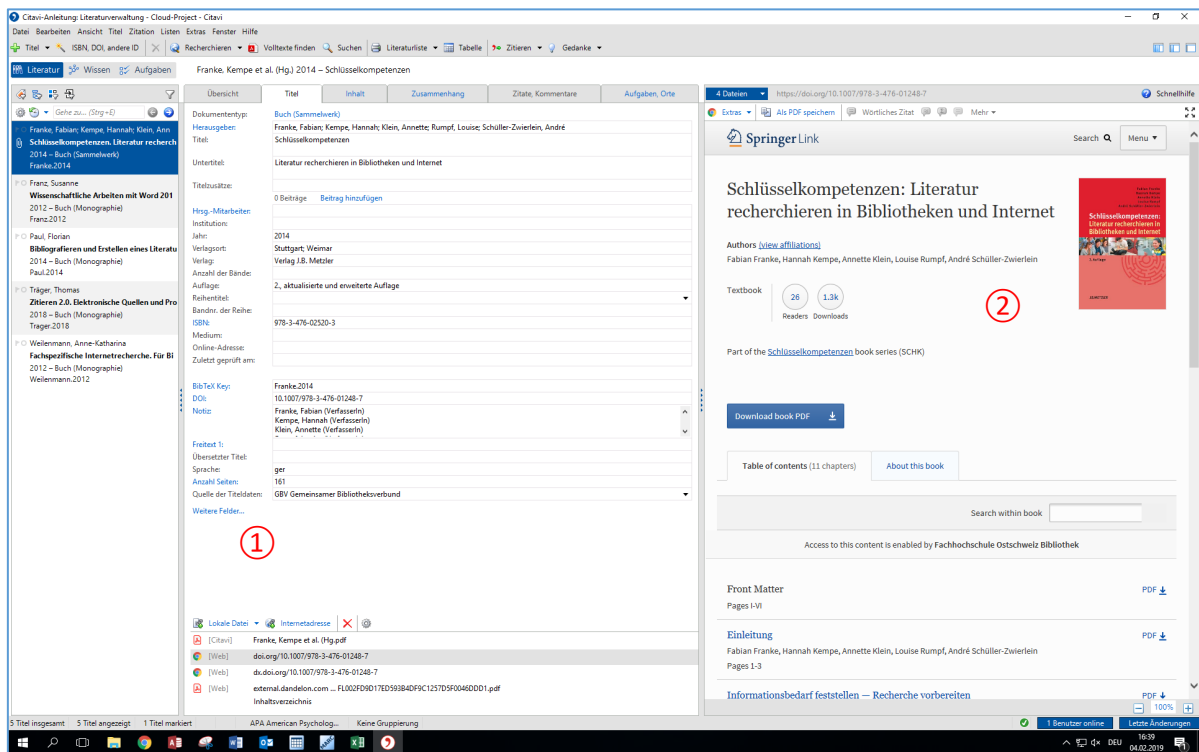 Citavi-Anleitung: Literaturverwaltung - Cloud-Project - Citavi
Datei Bearbeiten Ansicht Titel Zitation Listen Extras Fenster Hilfe
Titel ISBN, DOI, andere ID Recherchieren Volltexte finden Suchen Literaturliste Tabelle Zitieren Gedanke
Literatur Wissen Aufgaben Franke, Kempe et al. (Hg.) 2014 – Schlüsselkompetenzen
Gehe zu... (Strg+E)
Franke, Fabian; Kempe, Hannah; Klein, Ann
Schlüsselkompetenzen. Literatur recherch
2014 – Buch (Sammelwerk)
Franke.2014
Franz, Susanne
Wissenschaftliche Arbeiten mit Word 201
2012 – Buch (Monographie)
Franz.2012
Paul, Florian
Bibliografieren und Erstellen eines Literatu
2014 – Buch (Monographie)
Paul.2014
Träger, Thomas
Zitieren 2.0. Elektronische Quellen und Pro
2018 – Buch (Monographie)
Trager.2018
Weilenmann, Anne-Katharina
Fachspezifische Internetrecherche. Für Bi
2012 – Buch (Monographie)
Weilenmann.2012
Übersicht Titel Inhalt Zusammenhang Zitate, Kommentare Aufgaben, Orte
Dokumententyp: Buch (Sammelwerk)
Herausgeber: Franke, Fabian; Kempe, Hannah; Klein, Annette; Rumpf, Louise; Schüller-Zwierlein, André
Titel: Schlüsselkompetenzen
Untertitel: Literatur recherchieren in Bibliotheken und Internet
Titelzusätze:
0 Beiträge Beitrag hinzufügen
Hrsg.-Mitarbeiter:
Institution:
Jahr: 2014
Verlagsort: Stuttgart; Weimar
Verlag: Verlag J.B. Metzler
Anzahl der Bände:
Auflage: 2., aktualisierte und erweiterte Auflage
Reihentitel:
Bandnr. der Reihe:
ISBN: 978-3-476-02520-3
Medium:
Online-Adresse:
Zuletzt geprüft am:
BibTeX Key: Franke.2014
DOI: 10.1007/978-3-476-01248-7
Notiz: Franke, Fabian (VerfasserIn)
Kempe, Hannah (VerfasserIn)
Klein, Annette (VerfasserIn)
Freitext 1:
Übersetzter Titel:
Sprache: ger
Anzahl Seiten: 161
Quelle der Titeldaten: GBV Gemeinsamer Bibliotheksverbund
Weitere Felder...
1
Lokale Datei Internetadresse
[Citavi] Franke, Kempe et al. (Hg.pdf
[Web] doi.org/10.1007/978-3-476-01248-7
[Web] dx.doi.org/10.1007/978-3-476-01248-7
[Web] external.dandelon.com ... FL002FD9D17ED593B4DF9C1257D5F0046DDD1.pdf
Inhaltsverzeichnis
4 Dateien https://doi.org/10.1007/978-3-476-01248-7 Schnellhilfe
Extras Als PDF speichern Wörtliches Zitat Mehr
Springer Link Search Menu
Schlüsselkompetenzen: Literatur
recherchieren in Bibliotheken und Internet
Authors (view affiliations)
Fabian Franke, Hannah Kempe, Annette Klein, Louise Rumpf, André Schüller-Zwierlein
Schlüsselkompetenzen:
Literatur recherchieren in
Bibliotheken und Internet
Textbook 26 1.3k
Readers Downloads
2
Part of the Schlüsselkompetenzen book series (SCHK)
Download book PDF
Table of contents (11 chapters) About this book
Search within book
Access to this content is enabled by Fachhochschule Ostschweiz Bibliothek
Front Matter PDF
Pages I-VI
Einleitung PDF
Fabian Franke, Hannah Kempe, Annette Klein, Louise Rumpf, André Schüller-Zwierlein
Pages 1-3
Informationsbedarf feststellen — Recherche vorbereiten PDF
100%
5 Titel insgesamt 5 Titel angezeigt 1 Titel markiert APA American Psycholog... Keine Gruppierung 1 Benutzer online Letzte Änderungen
DEU 16:39
04.02.2019